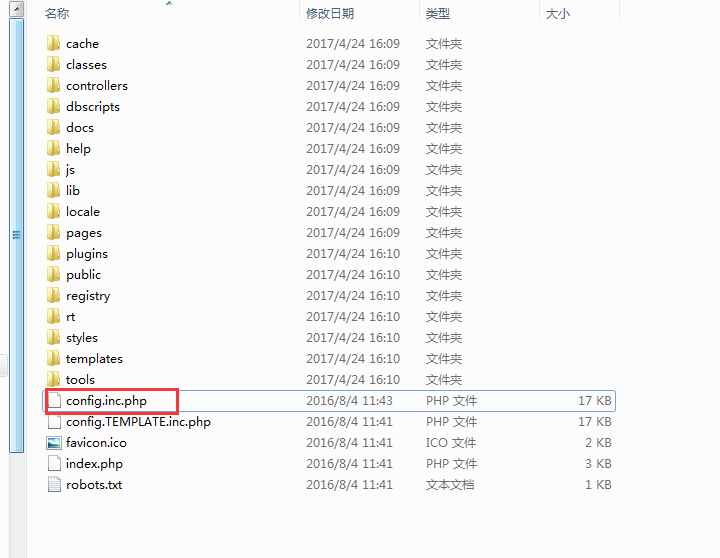 名称 修改日期 类型 大小
cache 2017/4/24 16:09 文件夹
classes 2017/4/24 16:09 文件夹
controllers 2017/4/24 16:09 文件夹
dbscripts 2017/4/24 16:09 文件夹
docs 2017/4/24 16:09 文件夹
help 2017/4/24 16:09 文件夹
js 2017/4/24 16:09 文件夹
lib 2017/4/24 16:09 文件夹
locale 2017/4/24 16:09 文件夹
pages 2017/4/24 16:09 文件夹
plugins 2017/4/24 16:10 文件夹
public 2017/4/24 16:10 文件夹
registry 2017/4/24 16:10 文件夹
rt 2017/4/24 16:10 文件夹
styles 2017/4/24 16:10 文件夹
templates 2017/4/24 16:10 文件夹
tools 2017/4/24 16:10 文件夹
config.inc.php 2016/8/4 11:43 PHP 文件 17 KB
config.TEMPLATE.inc.php 2016/8/4 11:41 PHP 文件 17 KB
favicon.ico 2016/8/4 11:41 ICO 文件 2 KB
index.php 2016/8/4 11:41 PHP 文件 3 KB
robots.txt 2016/8/4 11:41 文本文档 1 KB